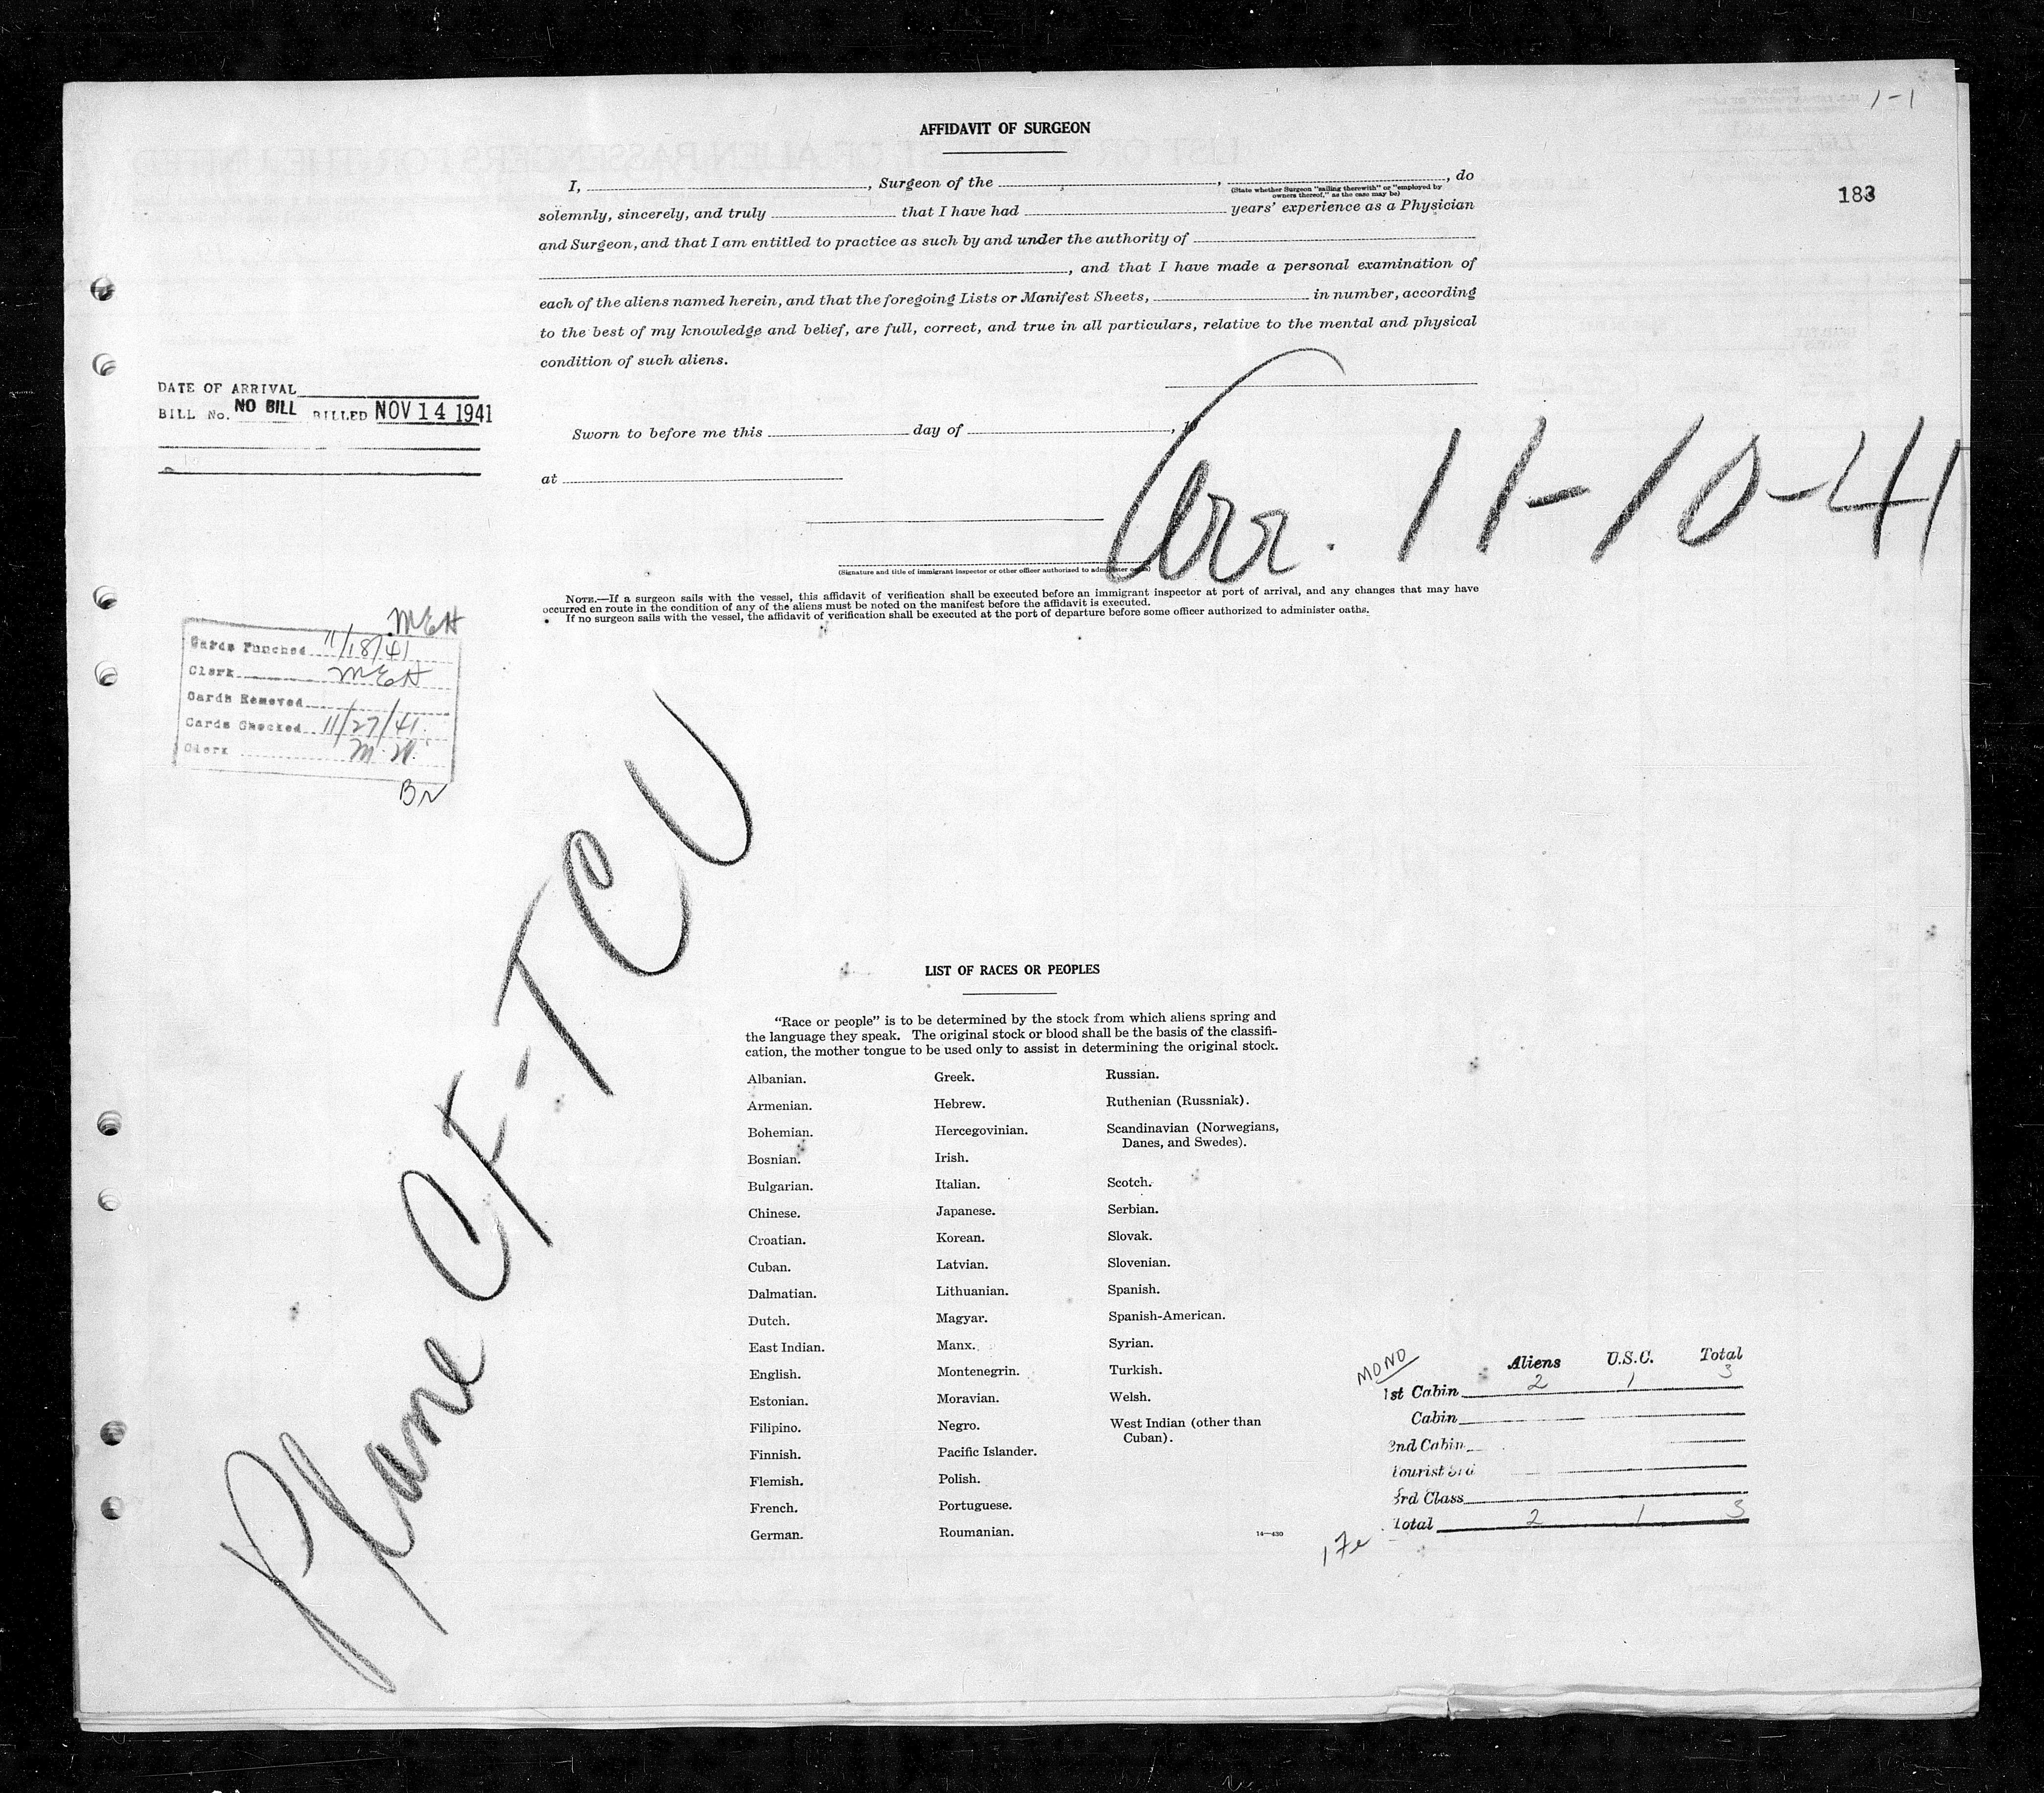 1-1
AFFIDAVIT OF SURGEON
I, , Surgeon of the , , do
(State whether Surgeon "sailing therewith" or "employed by
owners thereof," as the case may be)
183
solemnly, sincerely, and truly that I have had years' experience as a Physician
and Surgeon, and that I am entitled to practice as such by and under the authority of
, and that I have made a personal examination of
each of the aliens named herein, and that the foregoing Lists or Manifest Sheets, in number, according
to the best of my knowledge and belief, are full, correct, and true in all particulars, relative to the mental and physical
condition of such aliens.
DATE OF ARRIVAL
BILL No. NO BILL BILLED NOV 14 1941
Sworn to before me this day of , 1
at
Arr. 11-10-41
(Signature and title of immigrant inspector or other officer authorized to administer oaths)
NOTE.—If a surgeon sails with the vessel, this affidavit of verification shall be executed before an immigrant inspector at port of arrival, and any changes that may have
occurred en route in the condition of any of the aliens must be noted on the manifest before the affidavit is executed.
If no surgeon sails with the vessel, the affidavit of verification shall be executed at the port of departure before some officer authorized to administer oaths.
MEH
Cards Punched 11/18/41
Clerk MEH
Cards Removed
Cards Checked 11/27/41
Clerk
Plane CF-TCU
LIST OF RACES OR PEOPLES
"Race or people" is to be determined by the stock from which aliens spring and
the language they speak. The original stock or blood shall be the basis of the classifi-
cation, the mother tongue to be used only to assist in determining the original stock.
Albanian.
Armenian.
Bohemian.
Bosnian.
Bulgarian.
Chinese.
Croatian.
Cuban.
Dalmatian.
Dutch.
East Indian.
English.
Estonian.
Filipino.
Finnish.
Flemish.
French.
German.
Greek.
Hebrew.
Hercegovinian.
Irish.
Italian.
Japanese.
Korean.
Latvian.
Lithuanian.
Magyar.
Manx.
Montenegrin.
Moravian.
Negro.
Pacific Islander.
Polish.
Portuguese.
Roumanian.
Russian.
Ruthenian (Russniak).
Scandinavian (Norwegians,
Danes, and Swedes).
Scotch.
Serbian.
Slovak.
Slovenian.
Spanish.
Spanish-American.
Syrian.
Turkish.
Welsh.
West Indian (other than
Cuban).
14—430
MONO
Aliens U.S.C. Total
1st Cabin 2 1 3
Cabin
2nd Cabin
Tourist 3rd
3rd Class
Total 2 1 3